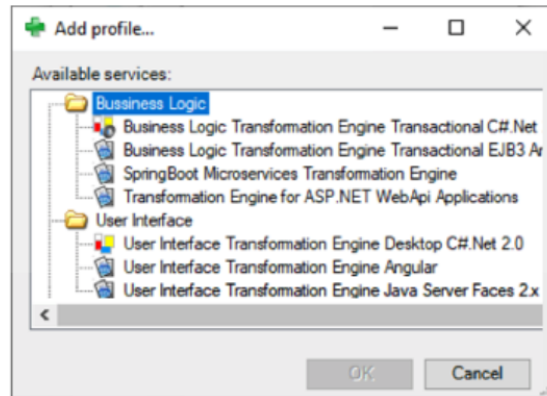 Add profile...
Available services:
Bussiness Logic
Business Logic Transformation Engine Transactional C#.Net
Business Logic Transformation Engine Transactional EJB3 Ar
SpringBoot Microservices Transformation Engine
Transformation Engine for ASP.NET WebApi Applications
User Interface
User Interface Transformation Engine Desktop C#.Net 2.0
User Interface Transformation Engine Angular
User Interface Transformation Engine Java Server Faces 2.x
OK Cancel